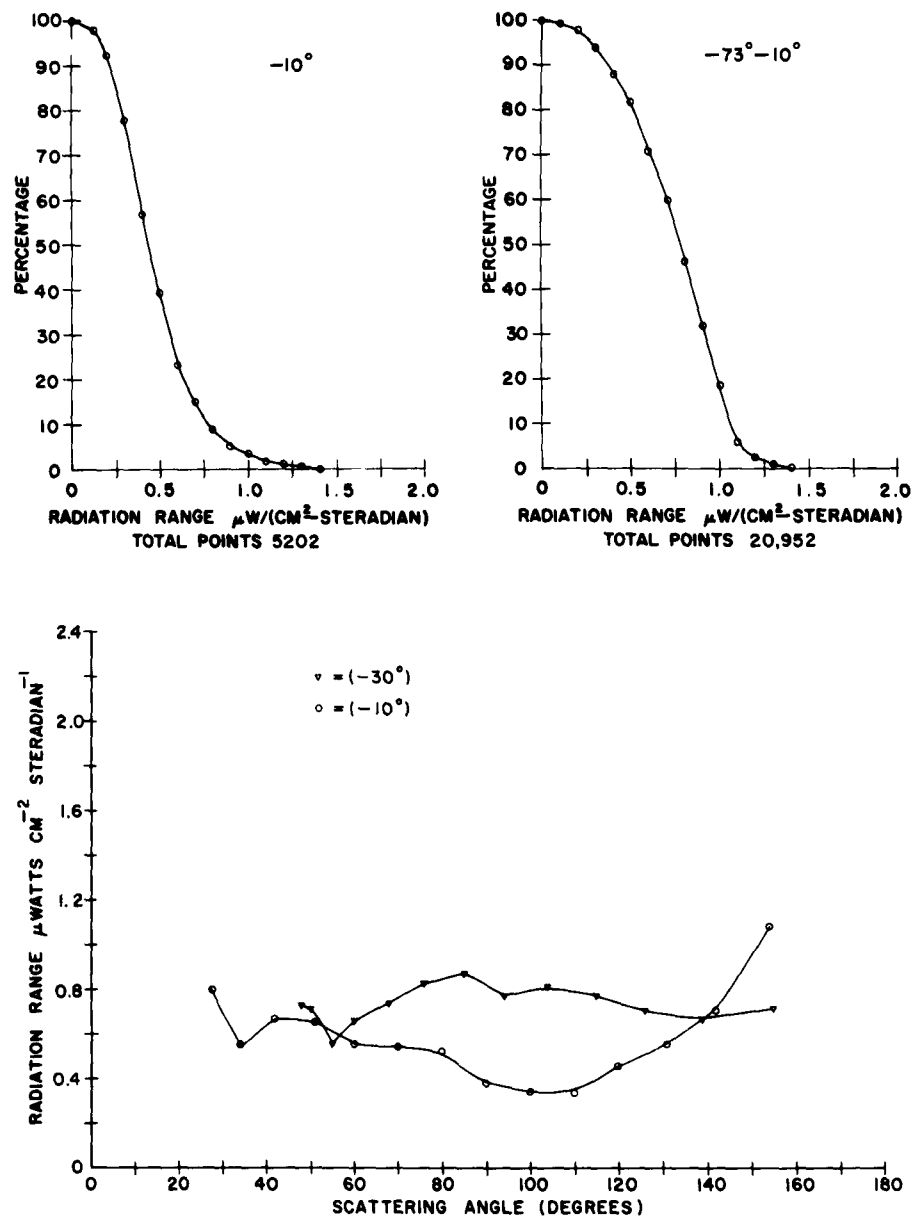 100
90
80
70
60
50
40
30
20
10
0
PERCENTAGE
−10°
0 0.5 1.0 1.5 2.0
RADIATION RANGE μW/(CM²−STERADIAN)
TOTAL POINTS 5202
100
90
80
70
60
50
40
30
20
10
0
PERCENTAGE
−73°−10°
0 0.5 1.0 1.5 2.0
RADIATION RANGE μW/(CM²−STERADIAN)
TOTAL POINTS 20,952
2.4
2.0
1.6
1.2
0.8
0.4
0
RADIATION RANGE μWATTS CM⁻² STERADIAN⁻¹
▿ = (−30°)
○ = (−10°)
0 20 40 60 80 100 120 140 160 180
SCATTERING ANGLE (DEGREES)